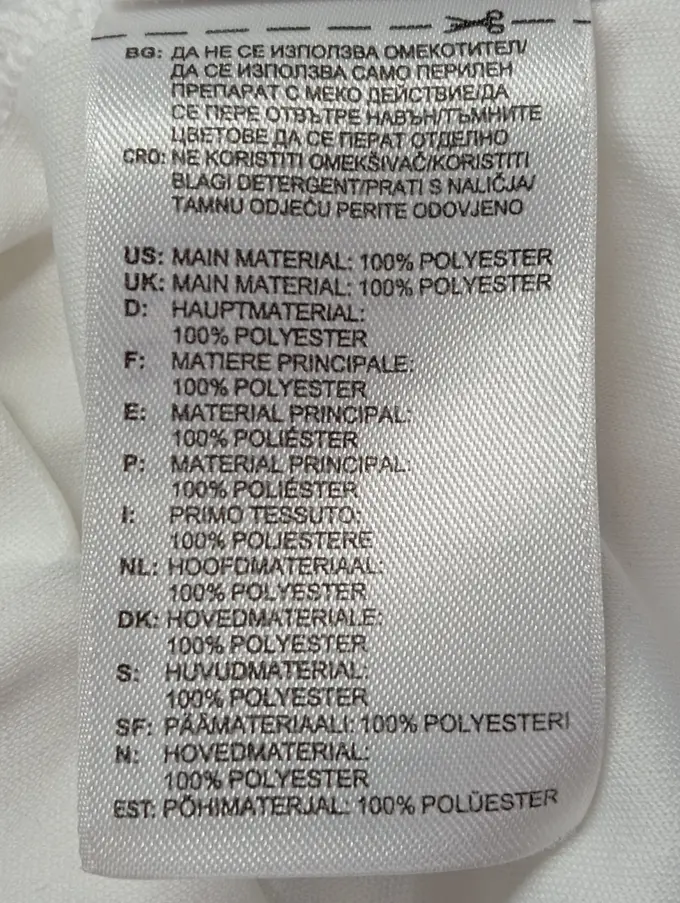 BG: ДА НЕ СЕ ИЗПОЛЗВА ОМЕКОТИТЕЛ/
ДА СЕ ИЗПОЛЗВА САМО ПЕРИЛЕН
ПРЕПАРАТ С МЕКО ДЕЙСТВИЕ/ДА
СЕ ПЕРЕ ОТВЪТРЕ НАВЪН/ТЪМНИТЕ
ЦВЕТОВЕ ДА СЕ ПЕРАТ ОТДЕЛНО
CRO: NE KORISTITI OMEKŠIVAČ/KORISTITI
BLAGI DETERGENT/PRATI S NALIČJA/
TAMNU ODJEĆU PERITE ODOVJENO
US: MAIN MATERIAL: 100% POLYESTER
UK: MAIN MATERIAL: 100% POLYESTER
D: HAUPTMATERIAL:
100% POLYESTER
F: MATIERE PRINCIPALE:
100% POLYESTER
E: MATERIAL PRINCIPAL:
100% POLIÉSTER
P: MATERIAL PRINCIPAL:
100% POLIÉSTER
I: PRIMO TESSUTO:
100% POLIESTERE
NL: HOOFDMATERIAAL:
100% POLYESTER
DK: HOVEDMATERIALE:
100% POLYESTER
S: HUVUDMATERIAL:
100% POLYESTER
SF: PÄÄMATERIAALI: 100% POLYESTERI
N: HOVEDMATERIAL:
100% POLYESTER
EST: PÕHIMATERJAL: 100% POLÜESTER